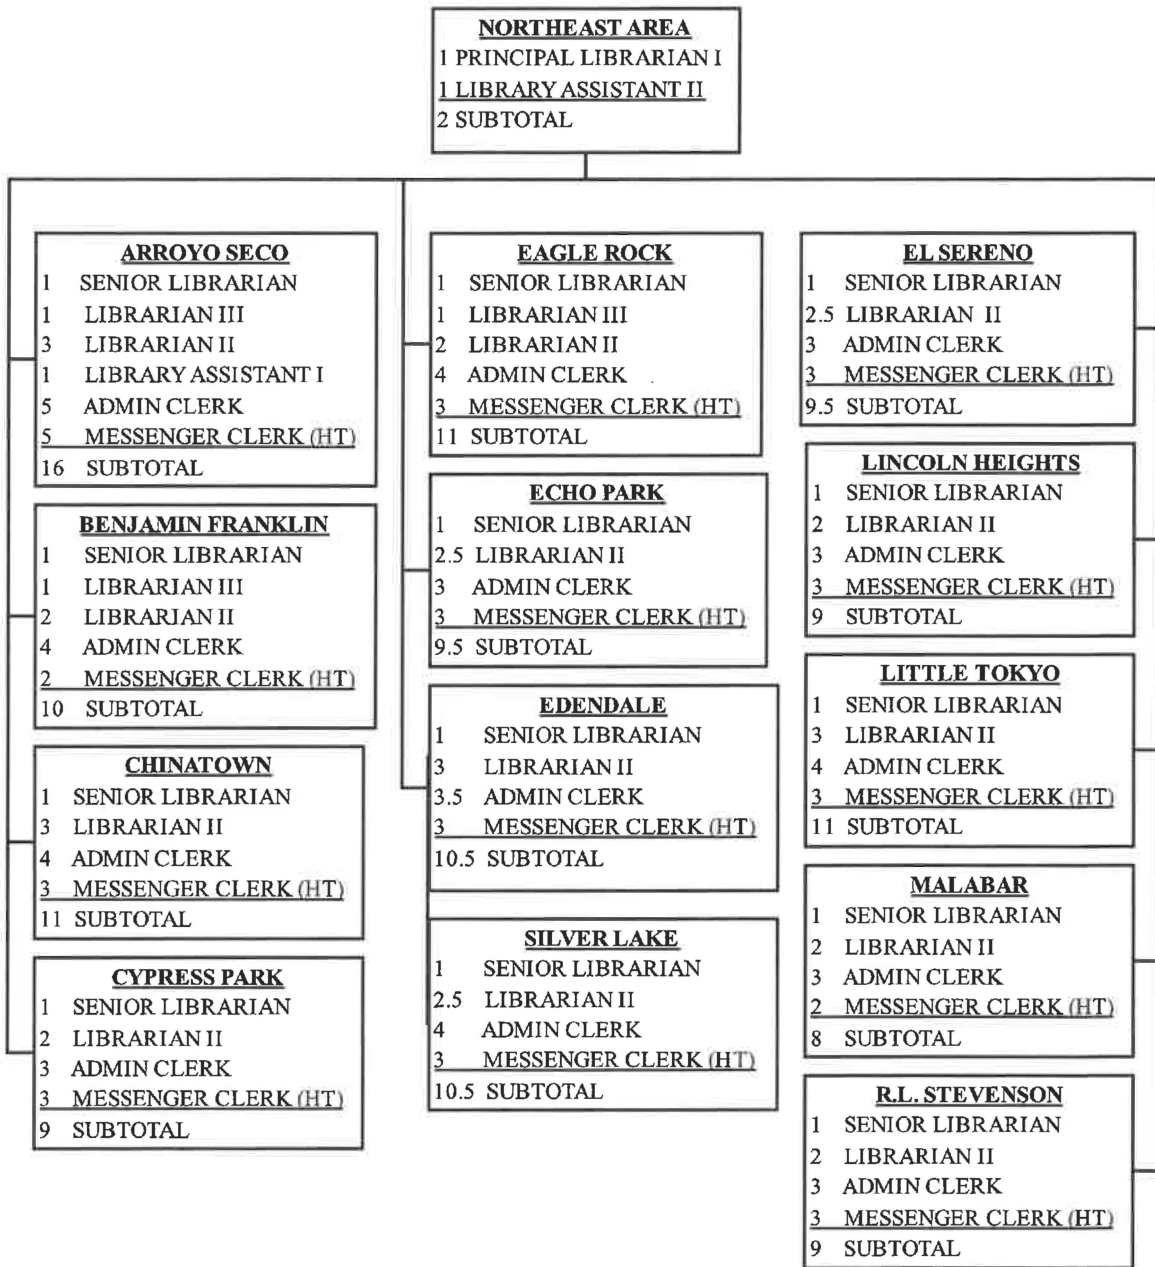 NORTHEAST AREA
1 PRINCIPAL LIBRARIAN I
1 LIBRARY ASSISTANT II
2 SUBTOTAL
ARROYO SECO
1 SENIOR LIBRARIAN
1 LIBRARIAN III
3 LIBRARIAN II
1 LIBRARY ASSISTANT I
5 ADMIN CLERK
5 MESSENGER CLERK (HT)
16 SUBTOTAL
BENJAMIN FRANKLIN
1 SENIOR LIBRARIAN
1 LIBRARIAN III
2 LIBRARIAN II
4 ADMIN CLERK
2 MESSENGER CLERK (HT)
10 SUBTOTAL
CHINATOWN
1 SENIOR LIBRARIAN
3 LIBRARIAN II
4 ADMIN CLERK
3 MESSENGER CLERK (HT)
11 SUBTOTAL
CYPRESS PARK
1 SENIOR LIBRARIAN
2 LIBRARIAN II
3 ADMIN CLERK
3 MESSENGER CLERK (HT)
9 SUBTOTAL
EAGLE ROCK
1 SENIOR LIBRARIAN
1 LIBRARIAN III
2 LIBRARIAN II
4 ADMIN CLERK
3 MESSENGER CLERK (HT)
11 SUBTOTAL
ECHO PARK
1 SENIOR LIBRARIAN
2.5 LIBRARIAN II
3 ADMIN CLERK
3 MESSENGER CLERK (HT)
9.5 SUBTOTAL
EDENDALE
1 SENIOR LIBRARIAN
3 LIBRARIAN II
3.5 ADMIN CLERK
3 MESSENGER CLERK (HT)
10.5 SUBTOTAL
SILVER LAKE
1 SENIOR LIBRARIAN
2.5 LIBRARIAN II
4 ADMIN CLERK
3 MESSENGER CLERK (HT)
10.5 SUBTOTAL
EL SERENO
1 SENIOR LIBRARIAN
2.5 LIBRARIAN II
3 ADMIN CLERK
3 MESSENGER CLERK (HT)
9.5 SUBTOTAL
LINCOLN HEIGHTS
1 SENIOR LIBRARIAN
2 LIBRARIAN II
3 ADMIN CLERK
3 MESSENGER CLERK (HT)
9 SUBTOTAL
LITTLE TOKYO
1 SENIOR LIBRARIAN
3 LIBRARIAN II
4 ADMIN CLERK
3 MESSENGER CLERK (HT)
11 SUBTOTAL
MALABAR
1 SENIOR LIBRARIAN
2 LIBRARIAN II
3 ADMIN CLERK
2 MESSENGER CLERK (HT)
8 SUBTOTAL
R.L. STEVENSON
1 SENIOR LIBRARIAN
2 LIBRARIAN II
3 ADMIN CLERK
3 MESSENGER CLERK (HT)
9 SUBTOTAL